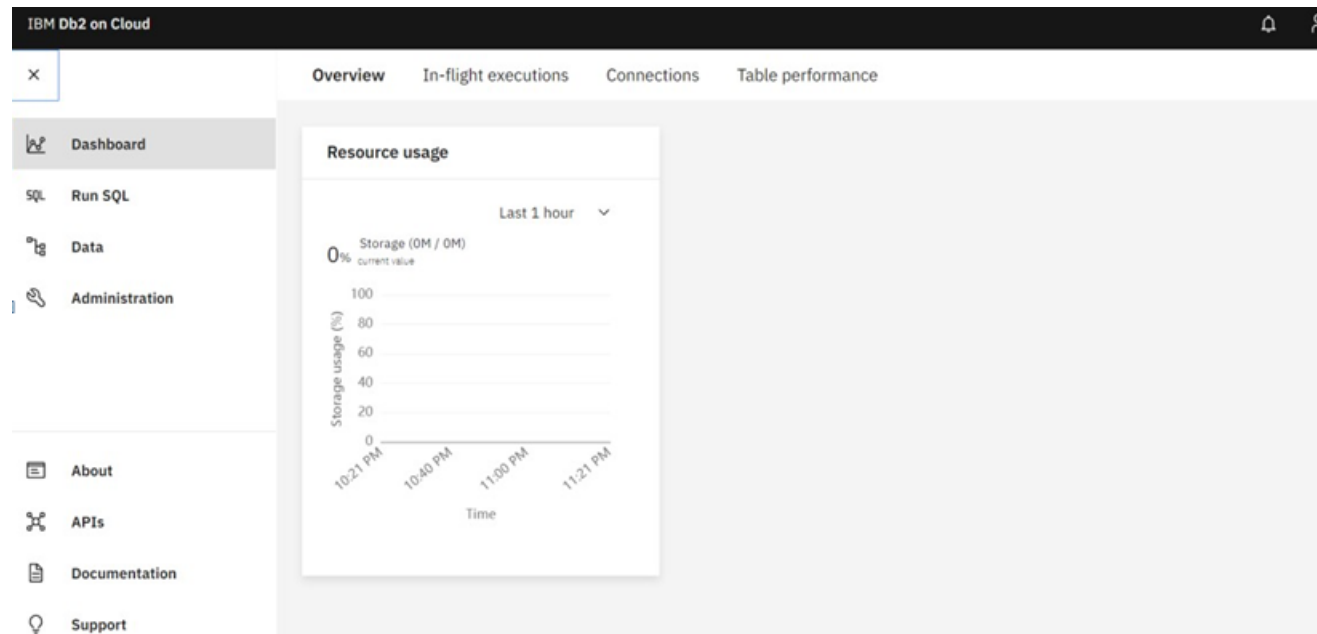 IBM Db2 on Cloud
Overview In-flight executions Connections Table performance
Dashboard
SQL Run SQL
Data
Administration
About
APIs
Documentation
Support
Resource usage
Last 1 hour
0% Storage (0M / 0M)
current value
Storage usage (%)
100
80
60
40
20
0
10:21 PM 10:40 PM 11:00 PM 11:21 PM
Time